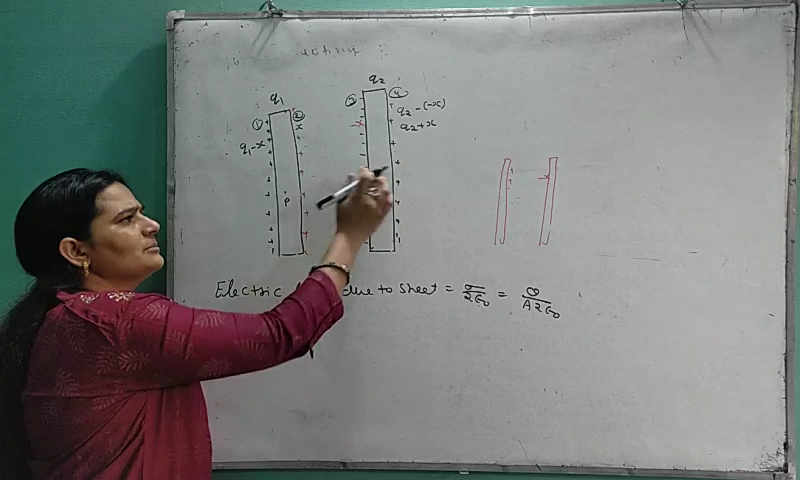 q₂
q₁
③ ④
q₂-(-x)
① ②
x
-x
q₂+x
q₁-x
P
Electric due to sheet = σ/2ε₀ = Q/A2ε₀